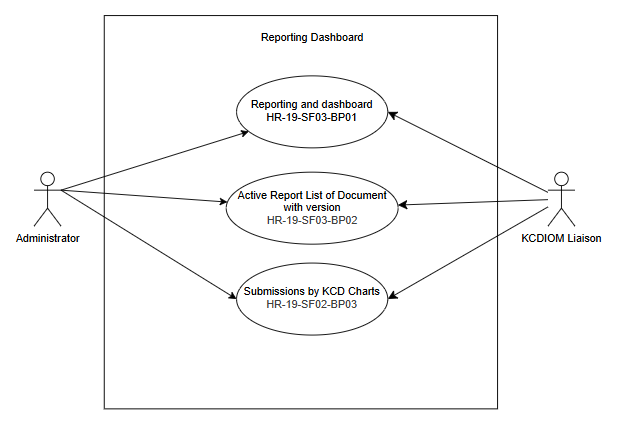 Reporting Dashboard
Reporting and dashboard
HR-19-SF03-BP01
Active Report List of Document
with version
HR-19-SF03-BP02
Administrator
KCDIOM Liaison
Submissions by KCD Charts
HR-19-SF02-BP03